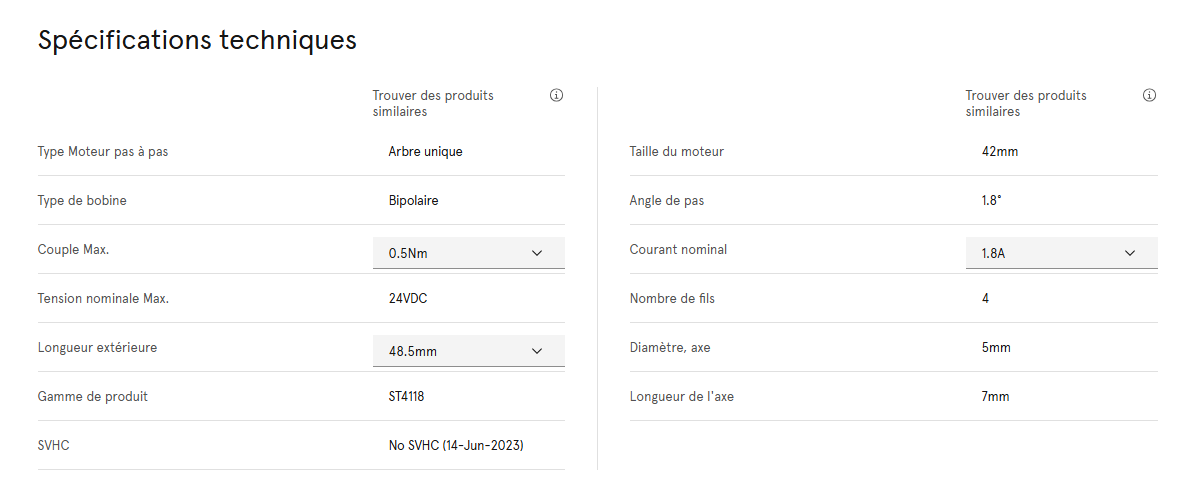 Spécifications techniques
Trouver des produits
similaires
Type Moteur pas à pas Arbre unique
Type de bobine Bipolaire
Couple Max. 0.5Nm
Tension nominale Max. 24VDC
Longueur extérieure 48.5mm
Gamme de produit ST4118
SVHC No SVHC (14-Jun-2023)
Trouver des produits
similaires
Taille du moteur 42mm
Angle de pas 1.8°
Courant nominal 1.8A
Nombre de fils 4
Diamètre, axe 5mm
Longueur de l'axe 7mm